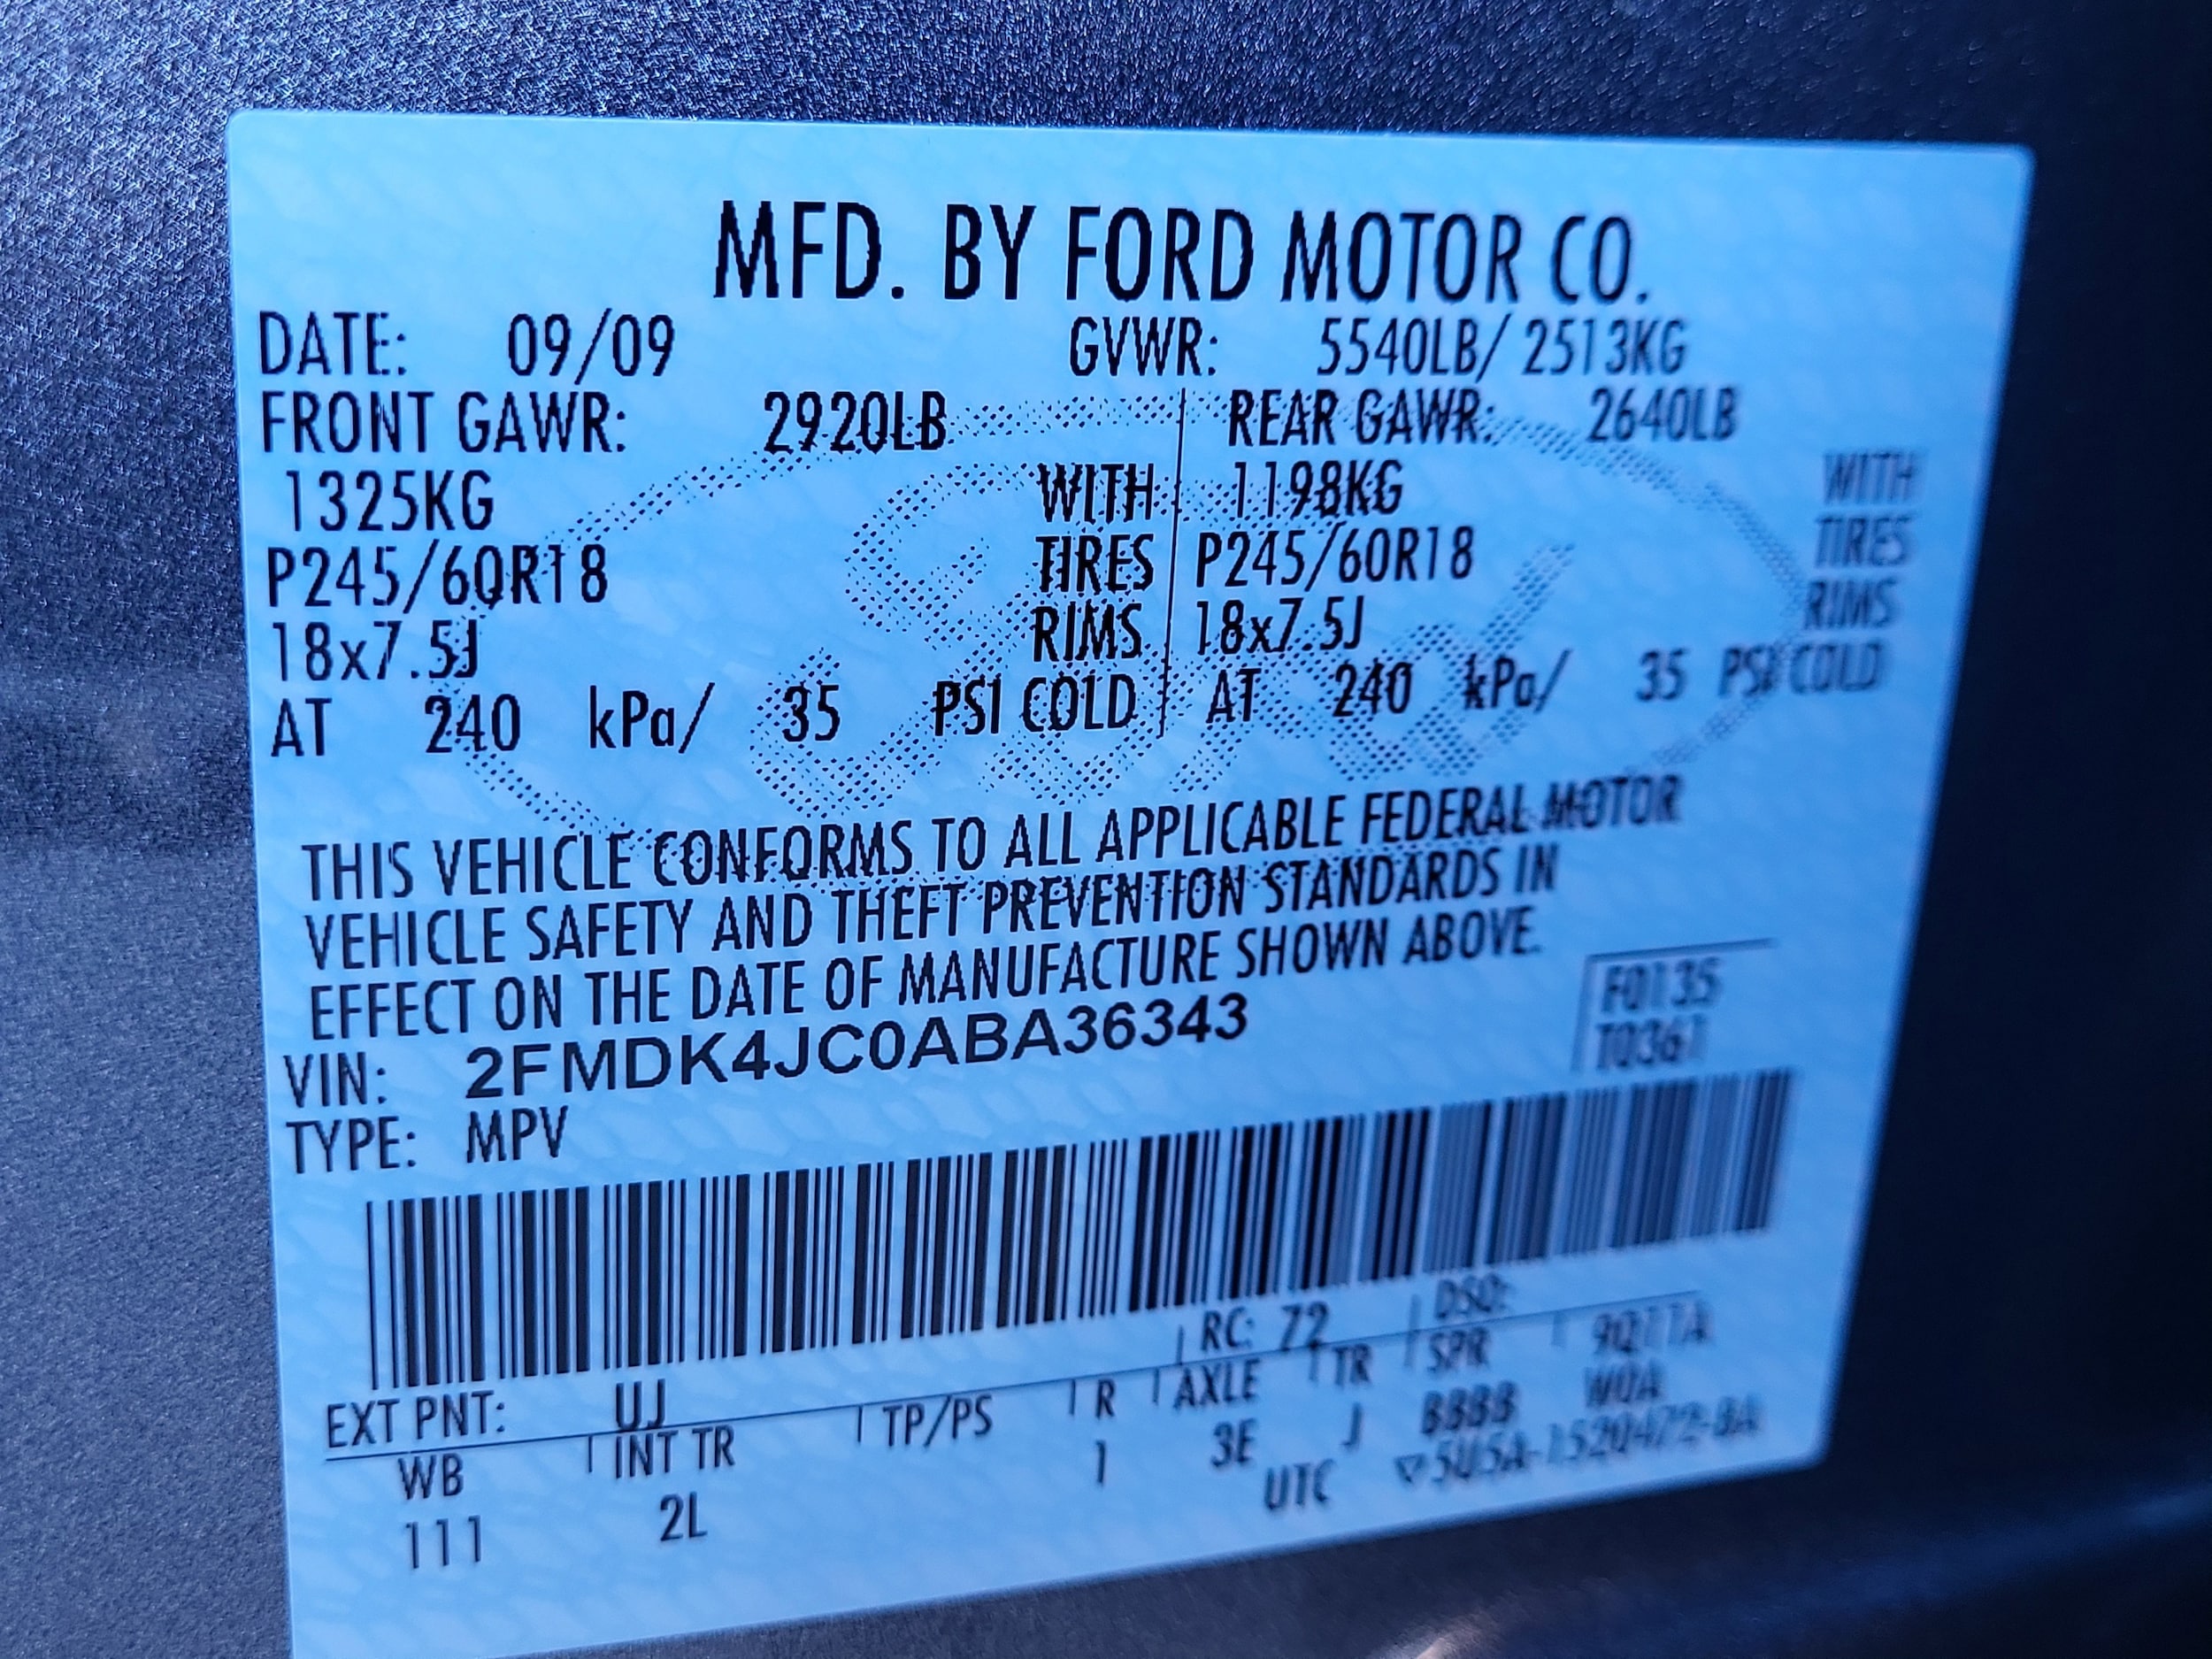 MFD. BY FORD MOTOR CO.
DATE: 09/09 GVWR: 5540LB/ 2513KG
FRONT GAWR: 2920LB REAR GAWR: 2640LB
1325KG WITH 1198KG WITH
P245/60R18 TIRES P245/60R18 TIRES
18x7.5J RIMS 18x7.5J RIMS
AT 240 kPa/ 35 PSI COLD AT 240 kPa/ 35 PSI COLD
THIS VEHICLE CONFORMS TO ALL APPLICABLE FEDERAL MOTOR
VEHICLE SAFETY AND THEFT PREVENTION STANDARDS IN
EFFECT ON THE DATE OF MANUFACTURE SHOWN ABOVE.
VIN: 2FMDK4JC0ABA36343
TYPE: MPV
F0135
T0361
EXT PNT: UJ RC: 72 DSO:
WB INT TR TP/PS R AXLE TR SPR
111 2L 1 3E J BBBB W0A
UTC
Ford